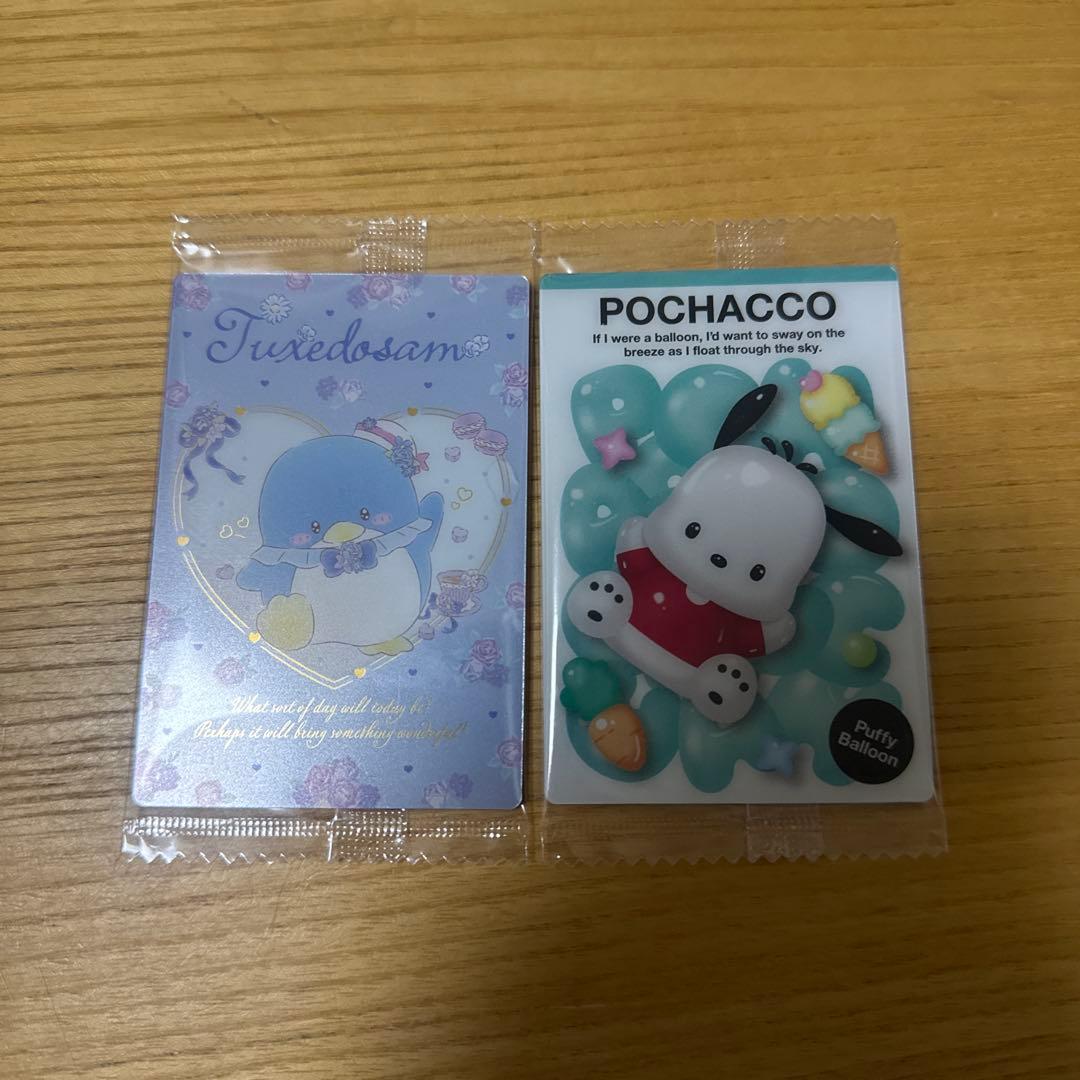 Tuxedosam
What sort of day will today be?
Perhaps it will bring something wonderful!
POCHACCO
If I were a balloon, I'd want to sway on the
breeze as I float through the sky.
Puffy
Balloon